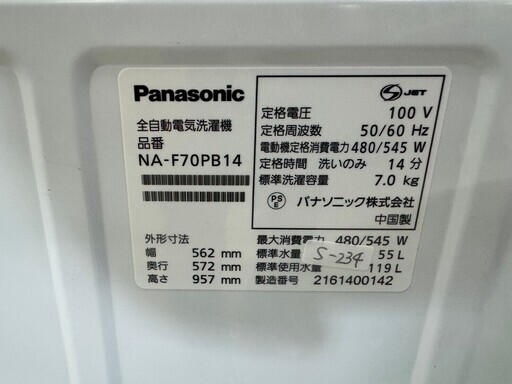 Panasonic
全自動電気洗濯機
品番
NA-F70PB14
外形寸法
幅 562 mm
奥行 572 mm
高さ 957 mm
S JET
定格電圧 100 V
定格周波数 50/60 Hz
電動機定格消費電力 480/545 W
定格時間 洗いのみ 14 分
標準洗濯容量 7.0 kg
PS E パナソニック株式会社
中国製
最大消費電力 480/545 W
標準水量 55 L
標準使用水量 119 L
製造番号 2161400142
S-234